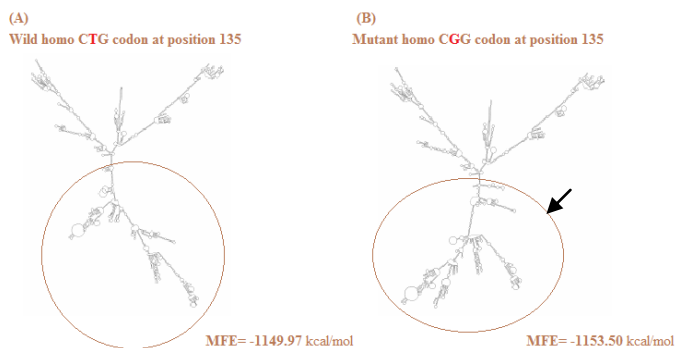 (A)
Wild homo CTG codon at position 135
MFE= -1149.97 kcal/mol
(B)
Mutant homo CGG codon at position 135
MFE= -1153.50 kcal/mol